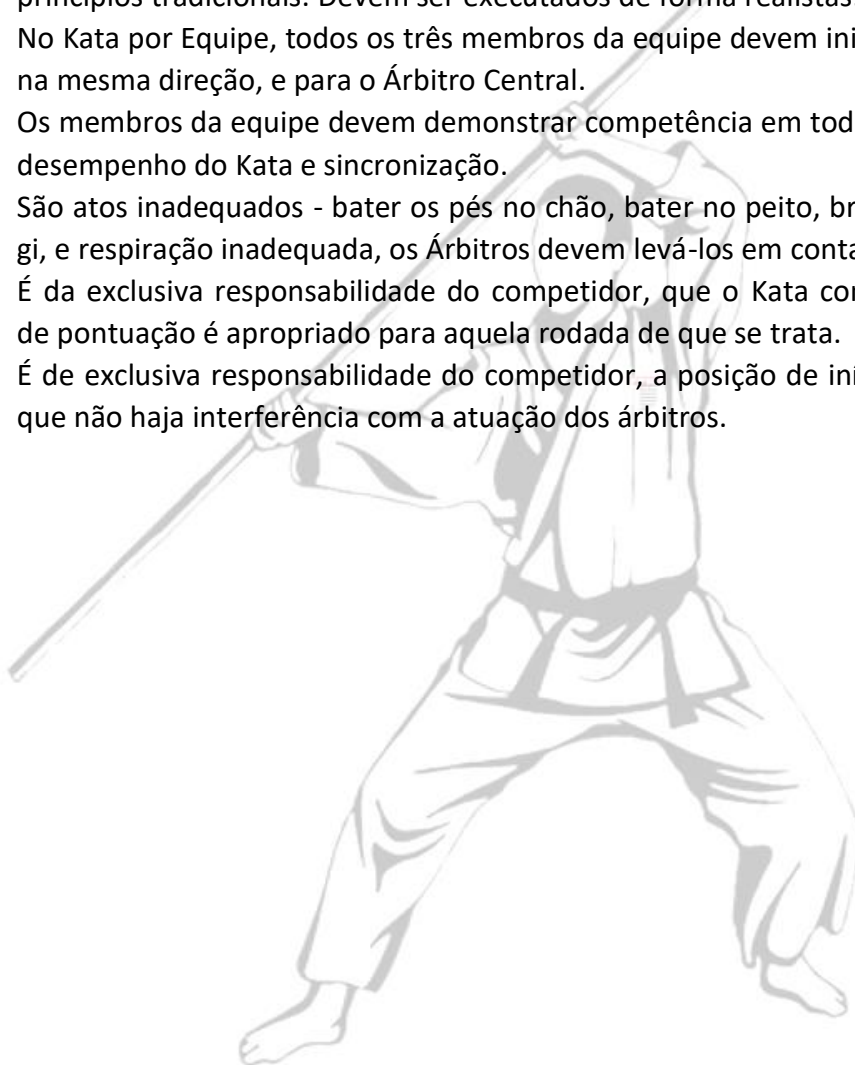 princípios tradicionais. Devem ser executados de forma realistas.
No Kata por Equipe, todos os três membros da equipe devem ini
na mesma direção, e para o Árbitro Central.
Os membros da equipe devem demonstrar competência em tod
desempenho do Kata e sincronização.
São atos inadequados - bater os pés no chão, bater no peito, br
gi, e respiração inadequada, os Árbitros devem levá-los em conta
É da exclusiva responsabilidade do competidor, que o Kata con
de pontuação é apropriado para aquela rodada de que se trata.
É de exclusiva responsabilidade do competidor, a posição de iní
que não haja interferência com a atuação dos árbitros.